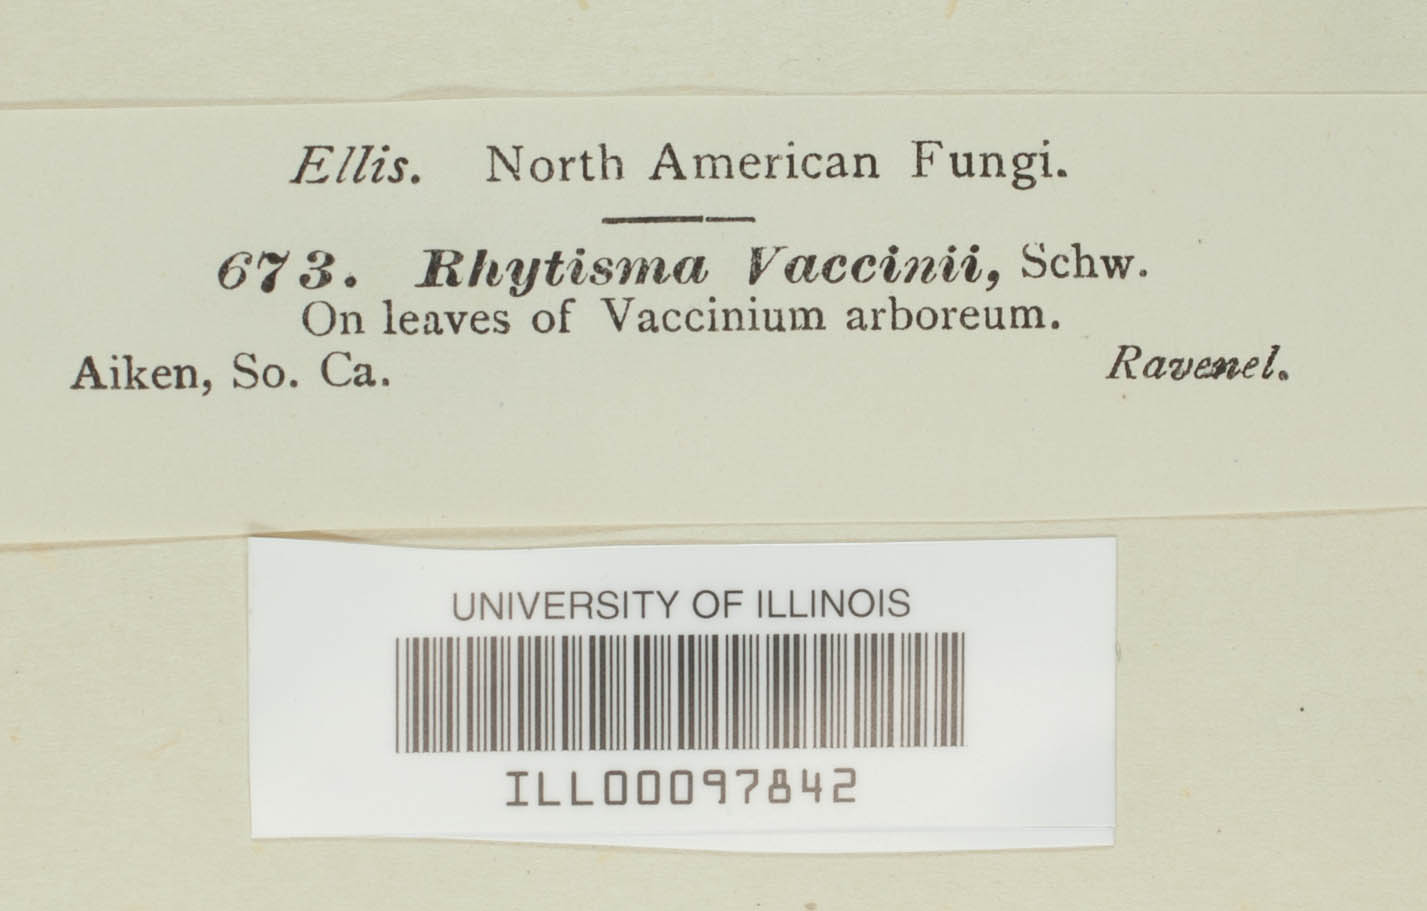 Ellis. North American Fungi.
673. Rhytisma Vaccinii, Schw.
On leaves of Vaccinium arboreum.
Aiken, So. Ca. Ravenel.
UNIVERSITY OF ILLINOIS
ILL00097842